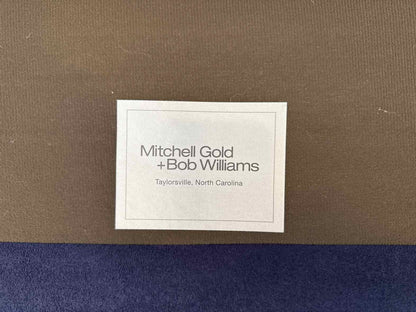 Mitchell Gold
+Bob Williams
Taylorsville, North Carolina